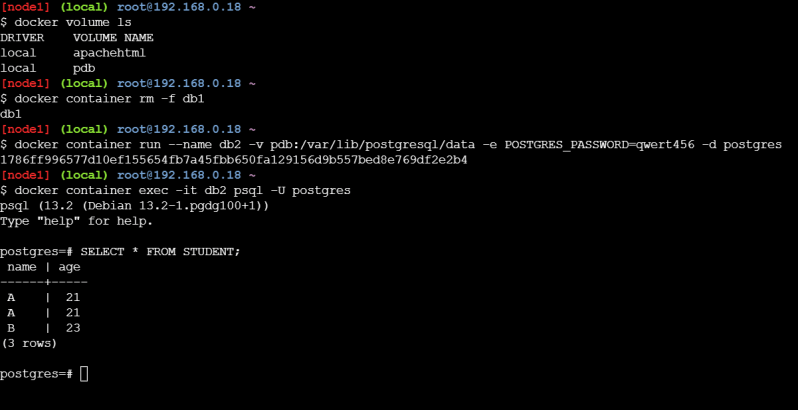 [node1] (local) root@192.168.0.18 ~
$ docker volume ls
DRIVER    VOLUME NAME
local     apachehtml
local     pdb
[node1] (local) root@192.168.0.18 ~
$ docker container rm -f db1
db1
[node1] (local) root@192.168.0.18 ~
$ docker container run --name db2 -v pdb:/var/lib/postgresql/data -e POSTGRES_PASSWORD=qwert456 -d postgres
1786ff996577d10ef155654fb7a45fbb650fa129156d9b557bed8e769df2e2b4
[node1] (local) root@192.168.0.18 ~
$ docker container exec -it db2 psql -U postgres
psql (13.2 (Debian 13.2-1.pgdg100+1))
Type "help" for help.
postgres=# SELECT * FROM STUDENT;
 name | age
------+-----
 A    |  21
 A    |  21
 B    |  23
(3 rows)
postgres=#